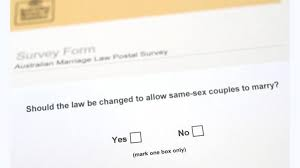 Survey Form
Australian Marriage Law Postal Survey
Should the law be changed to allow same-sex couples to marry?
Yes No
(mark one box only)